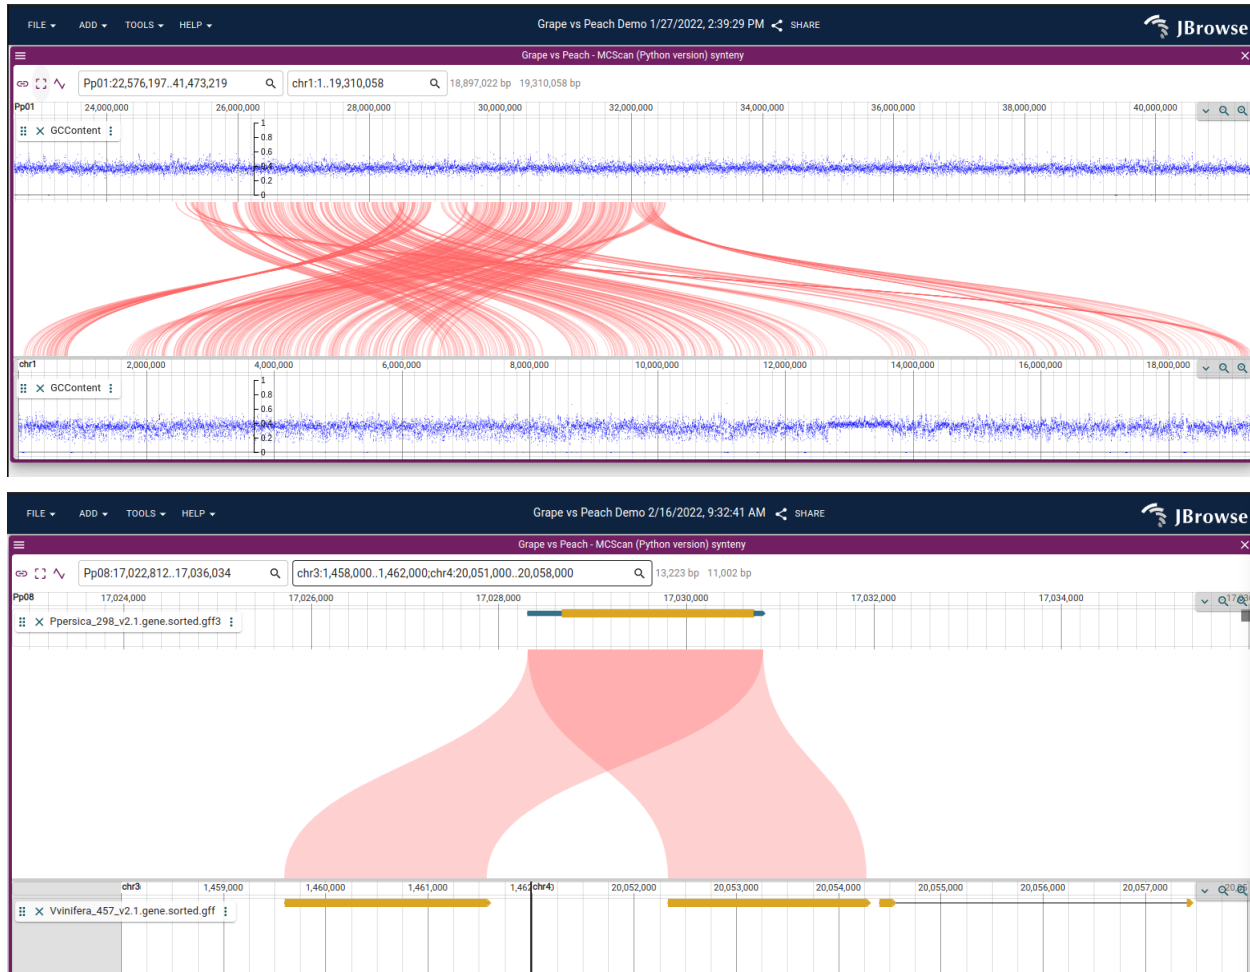 FILE ADD TOOLS HELP Grape vs Peach Demo 1/27/2022, 2:39:29 PM SHARE JBrowse
Grape vs Peach - MCScan (Python version) synteny
Pp01:22,576,197..41,473,219 chr1:1..19,310,058 18,897,022 bp 19,310,058 bp
Pp01 24,000,000 26,000,000 28,000,000 30,000,000 32,000,000 34,000,000 36,000,000 38,000,000 40,000,000
GCContent
1
0.8
0.6
0.4
0.2
0
chr1 2,000,000 4,000,000 6,000,000 8,000,000 10,000,000 12,000,000 14,000,000 16,000,000 18,000,000
GCContent
1
0.8
0.6
0.4
0.2
0
FILE ADD TOOLS HELP Grape vs Peach Demo 2/16/2022, 9:32:41 AM SHARE JBrowse
Grape vs Peach - MCScan (Python version) synteny
Pp08:17,022,812..17,036,034 chr3:1,458,000..1,462,000;chr4:20,051,000..20,058,000 13,223 bp 11,002 bp
Pp08 17,024,000 17,026,000 17,028,000 17,030,000 17,032,000 17,034,000
Ppersica_298_v2.1.gene.sorted.gff3
chr3 1,459,000 1,460,000 1,461,000 chr4 20,052,000 20,053,000 20,054,000 20,055,000 20,056,000 20,057,000
Vvinifera_457_v2.1.gene.sorted.gff